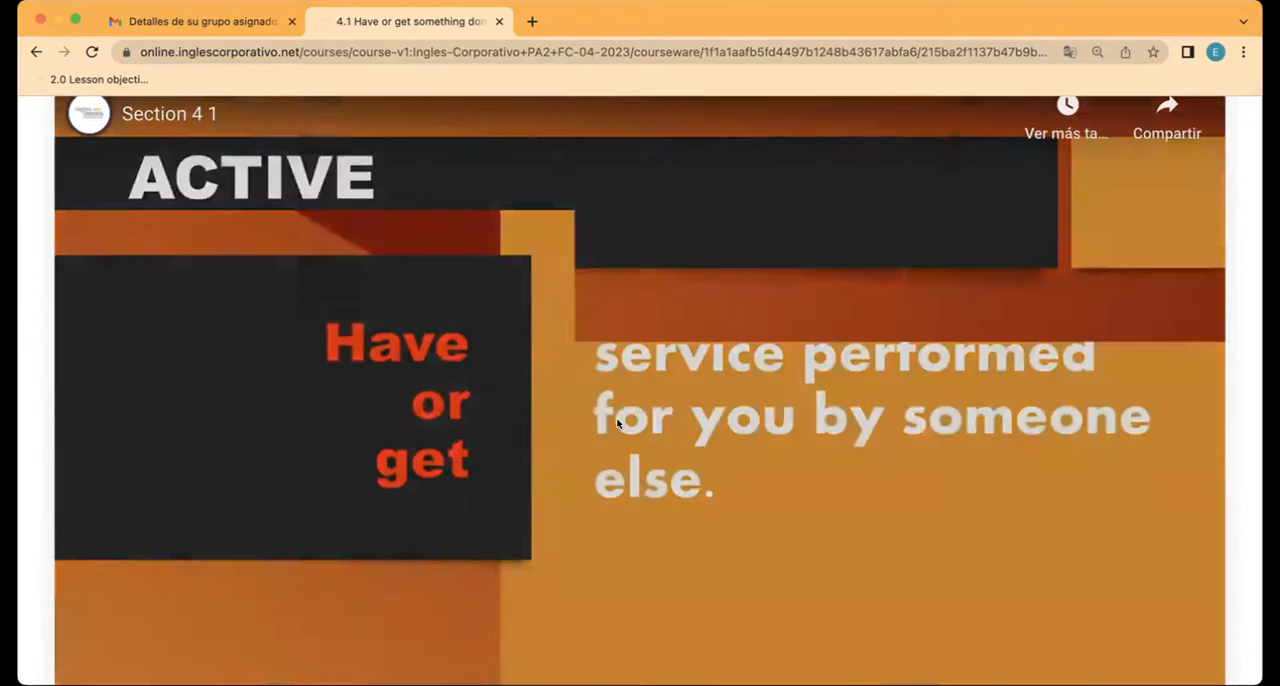 Detalles de su grupo asignado
4.1 Have or get something don
online.inglescorporativo.net/courses/course-v1:Ingles-Corporativo+PA2+FC-04-2023/courseware/1f1a1aafb5fd4497b1248b43617abfa6/215ba2f1137b47b9b...
E
2.0 Lesson objecti...
Section 4 1
Ver más ta...
Compartir
ACTIVE
Have
or
get
service performed
for you by someone
else.